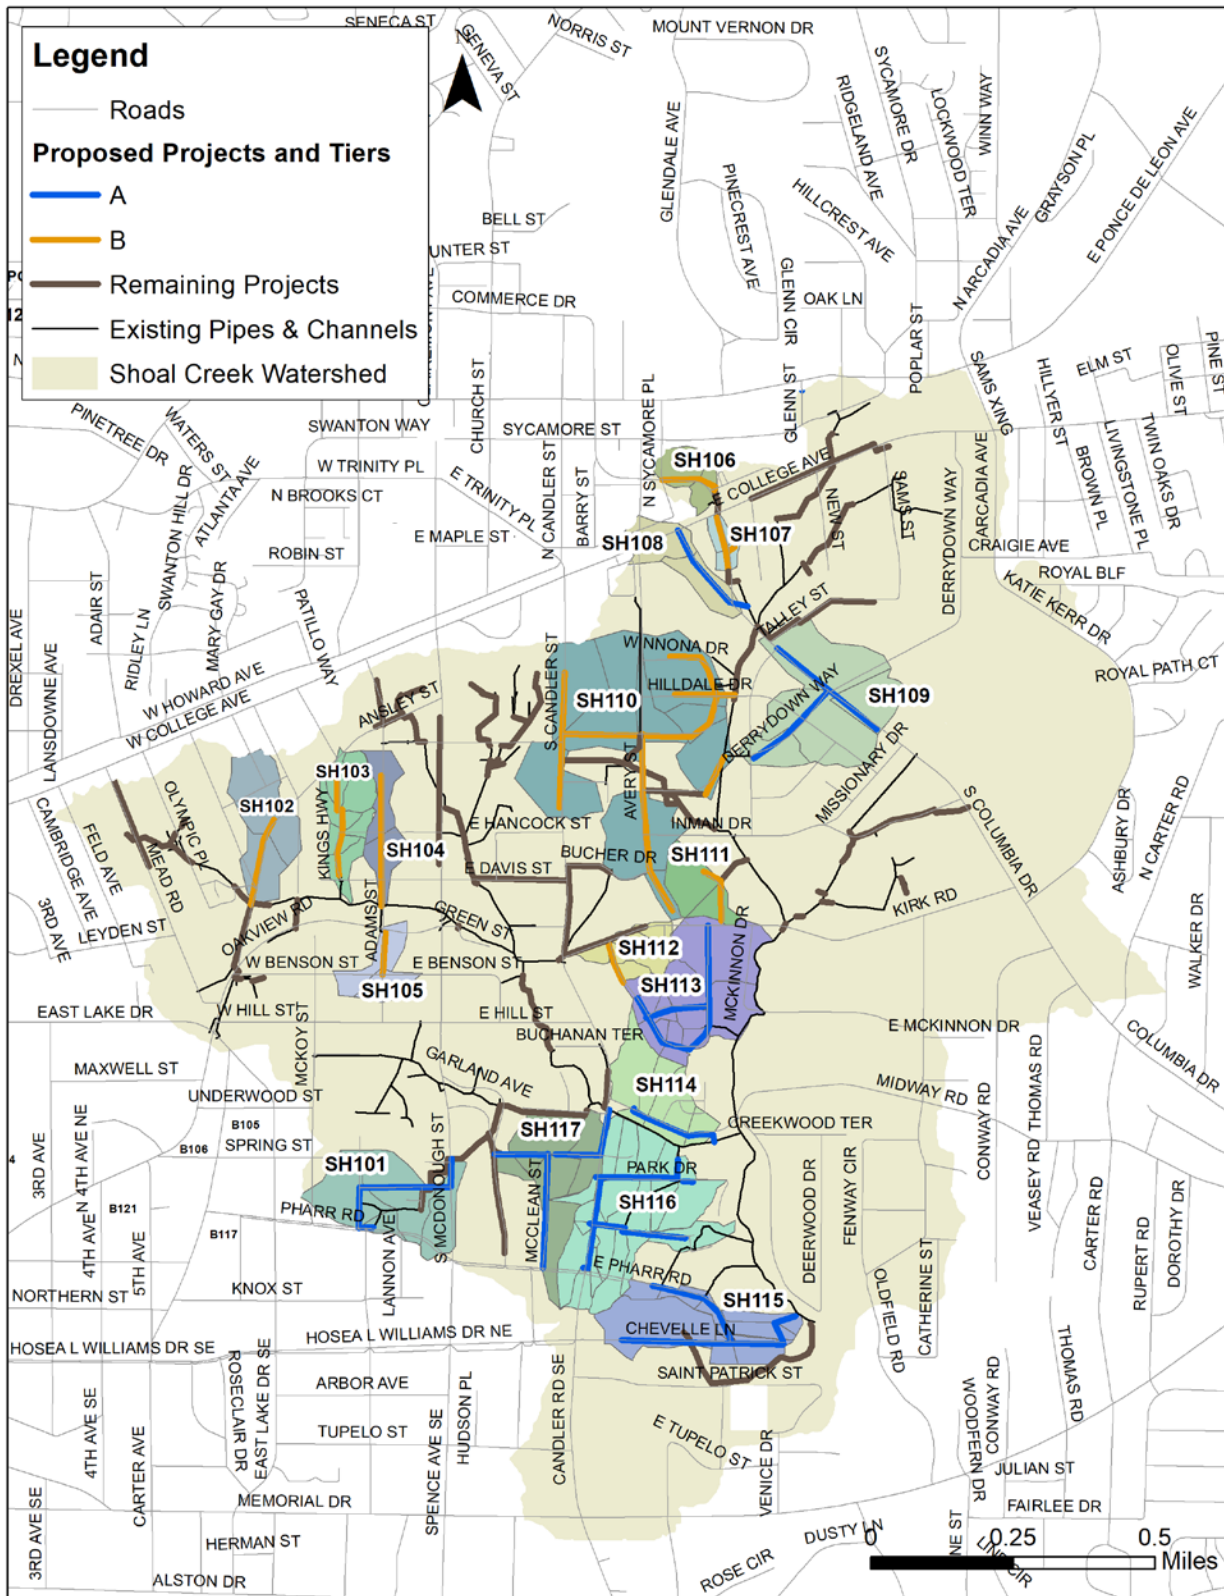 SENECA ST
NORRIS ST
MOUNT VERNON DR
GENEVA ST
N
Legend
Roads
Proposed Projects and Tiers
A
B
Remaining Projects
Existing Pipes & Channels
Shoal Creek Watershed
SYCAMORE DR
RIDGELAND AVE
LOCKWOOD TER
WINN WAY
GLENDALE AVE
PINECREST AVE
HILLCREST AVE
GRAYSON PL
E PONCE DE LEON AVE
N ARCADIA AVE
BELL ST
UNTER ST
COMMERCE DR
GLENN CIR
OAK LN
POPLAR ST
CHURCH ST
N SYCAMORE PL
GLENN ST
SAMS XING
HILLYER ST
ELM ST
OLIVE ST
PINE ST
PINETREE DR
WATERS ST
SWANTON WAY
SYCAMORE ST
W TRINITY PL
E TRINITY PL
N CANDLER ST
BARRY ST
ATLANTA AVE
N BROOKS CT
SH106
W COLLEGE AVE
ARCADIA AVE
BROWN PL
LIVINGSTONE PL
TWIN OAKS DR
SWANTON HILL DR
E MAPLE ST
ROBIN ST
SH108
SH107
NEW ST
SAMS ST
DERRYDOWN WAY
CRAIGIE AVE
ROYAL BLF
KATIE KERR DR
ROYAL PATH CT
ADAIR ST
MARY GAY DR
RIDLEY LN
PATILLO WAY
DREXEL AVE
LANSDOWNE AVE
W HOWARD AVE
W COLLEGE AVE
TALLEY ST
WINNONA DR
HILLDALE DR
SH110
SH109
DERRYDOWN WAY
ANSLEY ST
S CANDLER ST
AVERY ST
MISSIONARY DR
SH103
SH102
OLYMPIC PL
KINGS HWY
SH104
E HANCOCK ST
INMAN DR
S COLUMBIA DR
ASHBURY DR
N CARTER RD
CAMBRIDGE AVE
FELD AVE
MEAD RD
BUCHER DR
SH111
E DAVIS ST
3RD AVE
LEYDEN ST
OAKVIEW RD
ADAMS ST
GREEN ST
KIRK RD
WALKER DR
SH112
W BENSON ST
E BENSON ST
SH105
SH113
MCKINNON DR
EAST LAKE DR
W HILL ST
E HILL ST
BUCHANAN TER
E MCKINNON DR
COLUMBIA DR
MCKOY ST
MAXWELL ST
GARLAND AVE
UNDERWOOD ST
SH114
MIDWAY RD
CREEKWOOD TER
CONWAY RD
THOMAS RD
VEASEY RD
B105
SPRING ST
B106
4
3RD AVE
N 4TH AVE NE
SH117
SH101
S MCDONOUGH ST
PARK DR
SH116
MCCLEAN ST
DEERWOOD DR
FENWAY CIR
B121
PHARR RD
B117
4TH AVE
5TH AVE
LANNON AVE
E PHARR RD
CARTER RD
RUPERT RD
DOROTHY DR
OLDFIELD RD
CATHERINE ST
NORTHERN ST
KNOX ST
SH115
CHEVELLE LN
HOSEA L WILLIAMS DR SE
HOSEA L WILLIAMS DR NE
SAINT PATRICK ST
THOMAS RD
ROSECLAIR DR
EAST LAKE DR SE
ARBOR AVE
HUDSON PL
CANDLER RD SE
4TH AVE SE
CARTER AVE
TUPELO ST
SPENCE AVE SE
E TUPELO ST
VENICE DR
WOODFERN DR
CONWAY RD
JULIAN ST
3RD AVE SE
MEMORIAL DR
FAIRLEE DR
HERMAN ST
DUSTY LN
NE ST
ROSE CIR
ALSTON DR
0 0.25 0.5
Miles